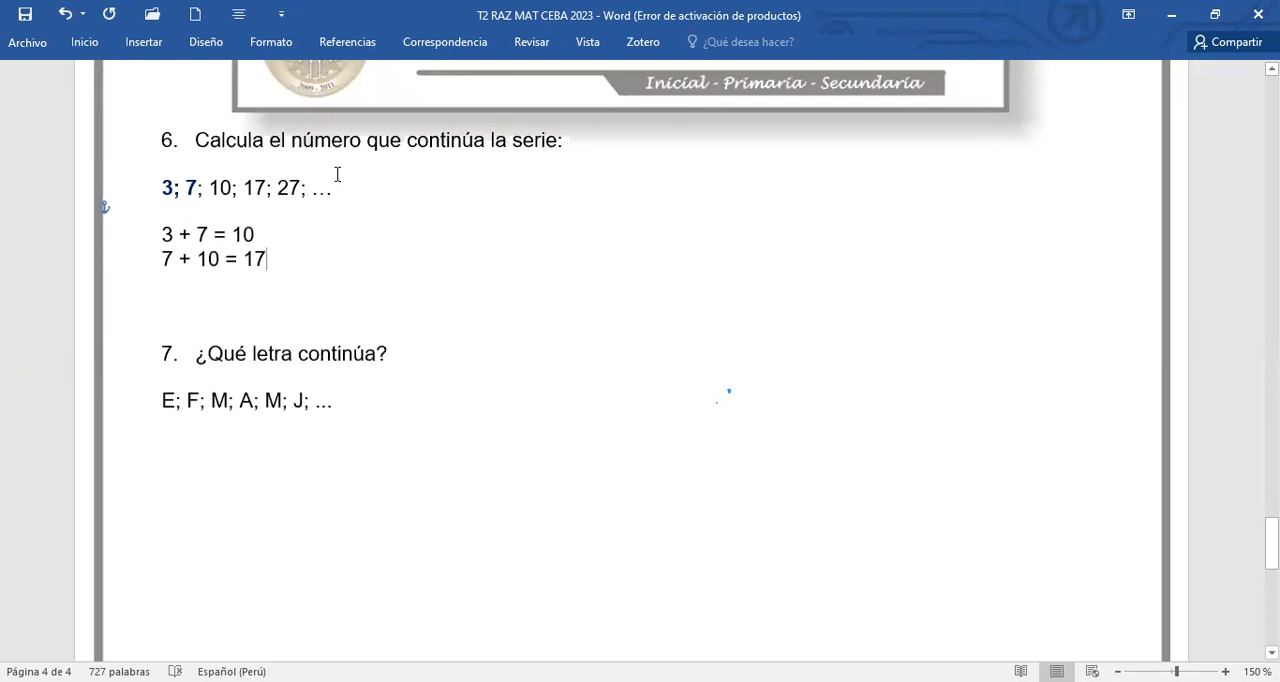 T2 RAZ MAT CEBA 2023 - Word (Error de activación de productos)
Archivo Inicio Insertar Diseño Formato Referencias Correspondencia Revisar Vista Zotero ¿Qué desea hacer? Compartir
2009 - 2011
Inicial - Primaria - Secundaria
6. Calcula el número que continúa la serie:
3; 7; 10; 17; 27; …
3 + 7 = 10
7 + 10 = 17
7. ¿Qué letra continúa?
E; F; M; A; M; J; ...
Página 4 de 4 727 palabras Español (Perú) 150 %